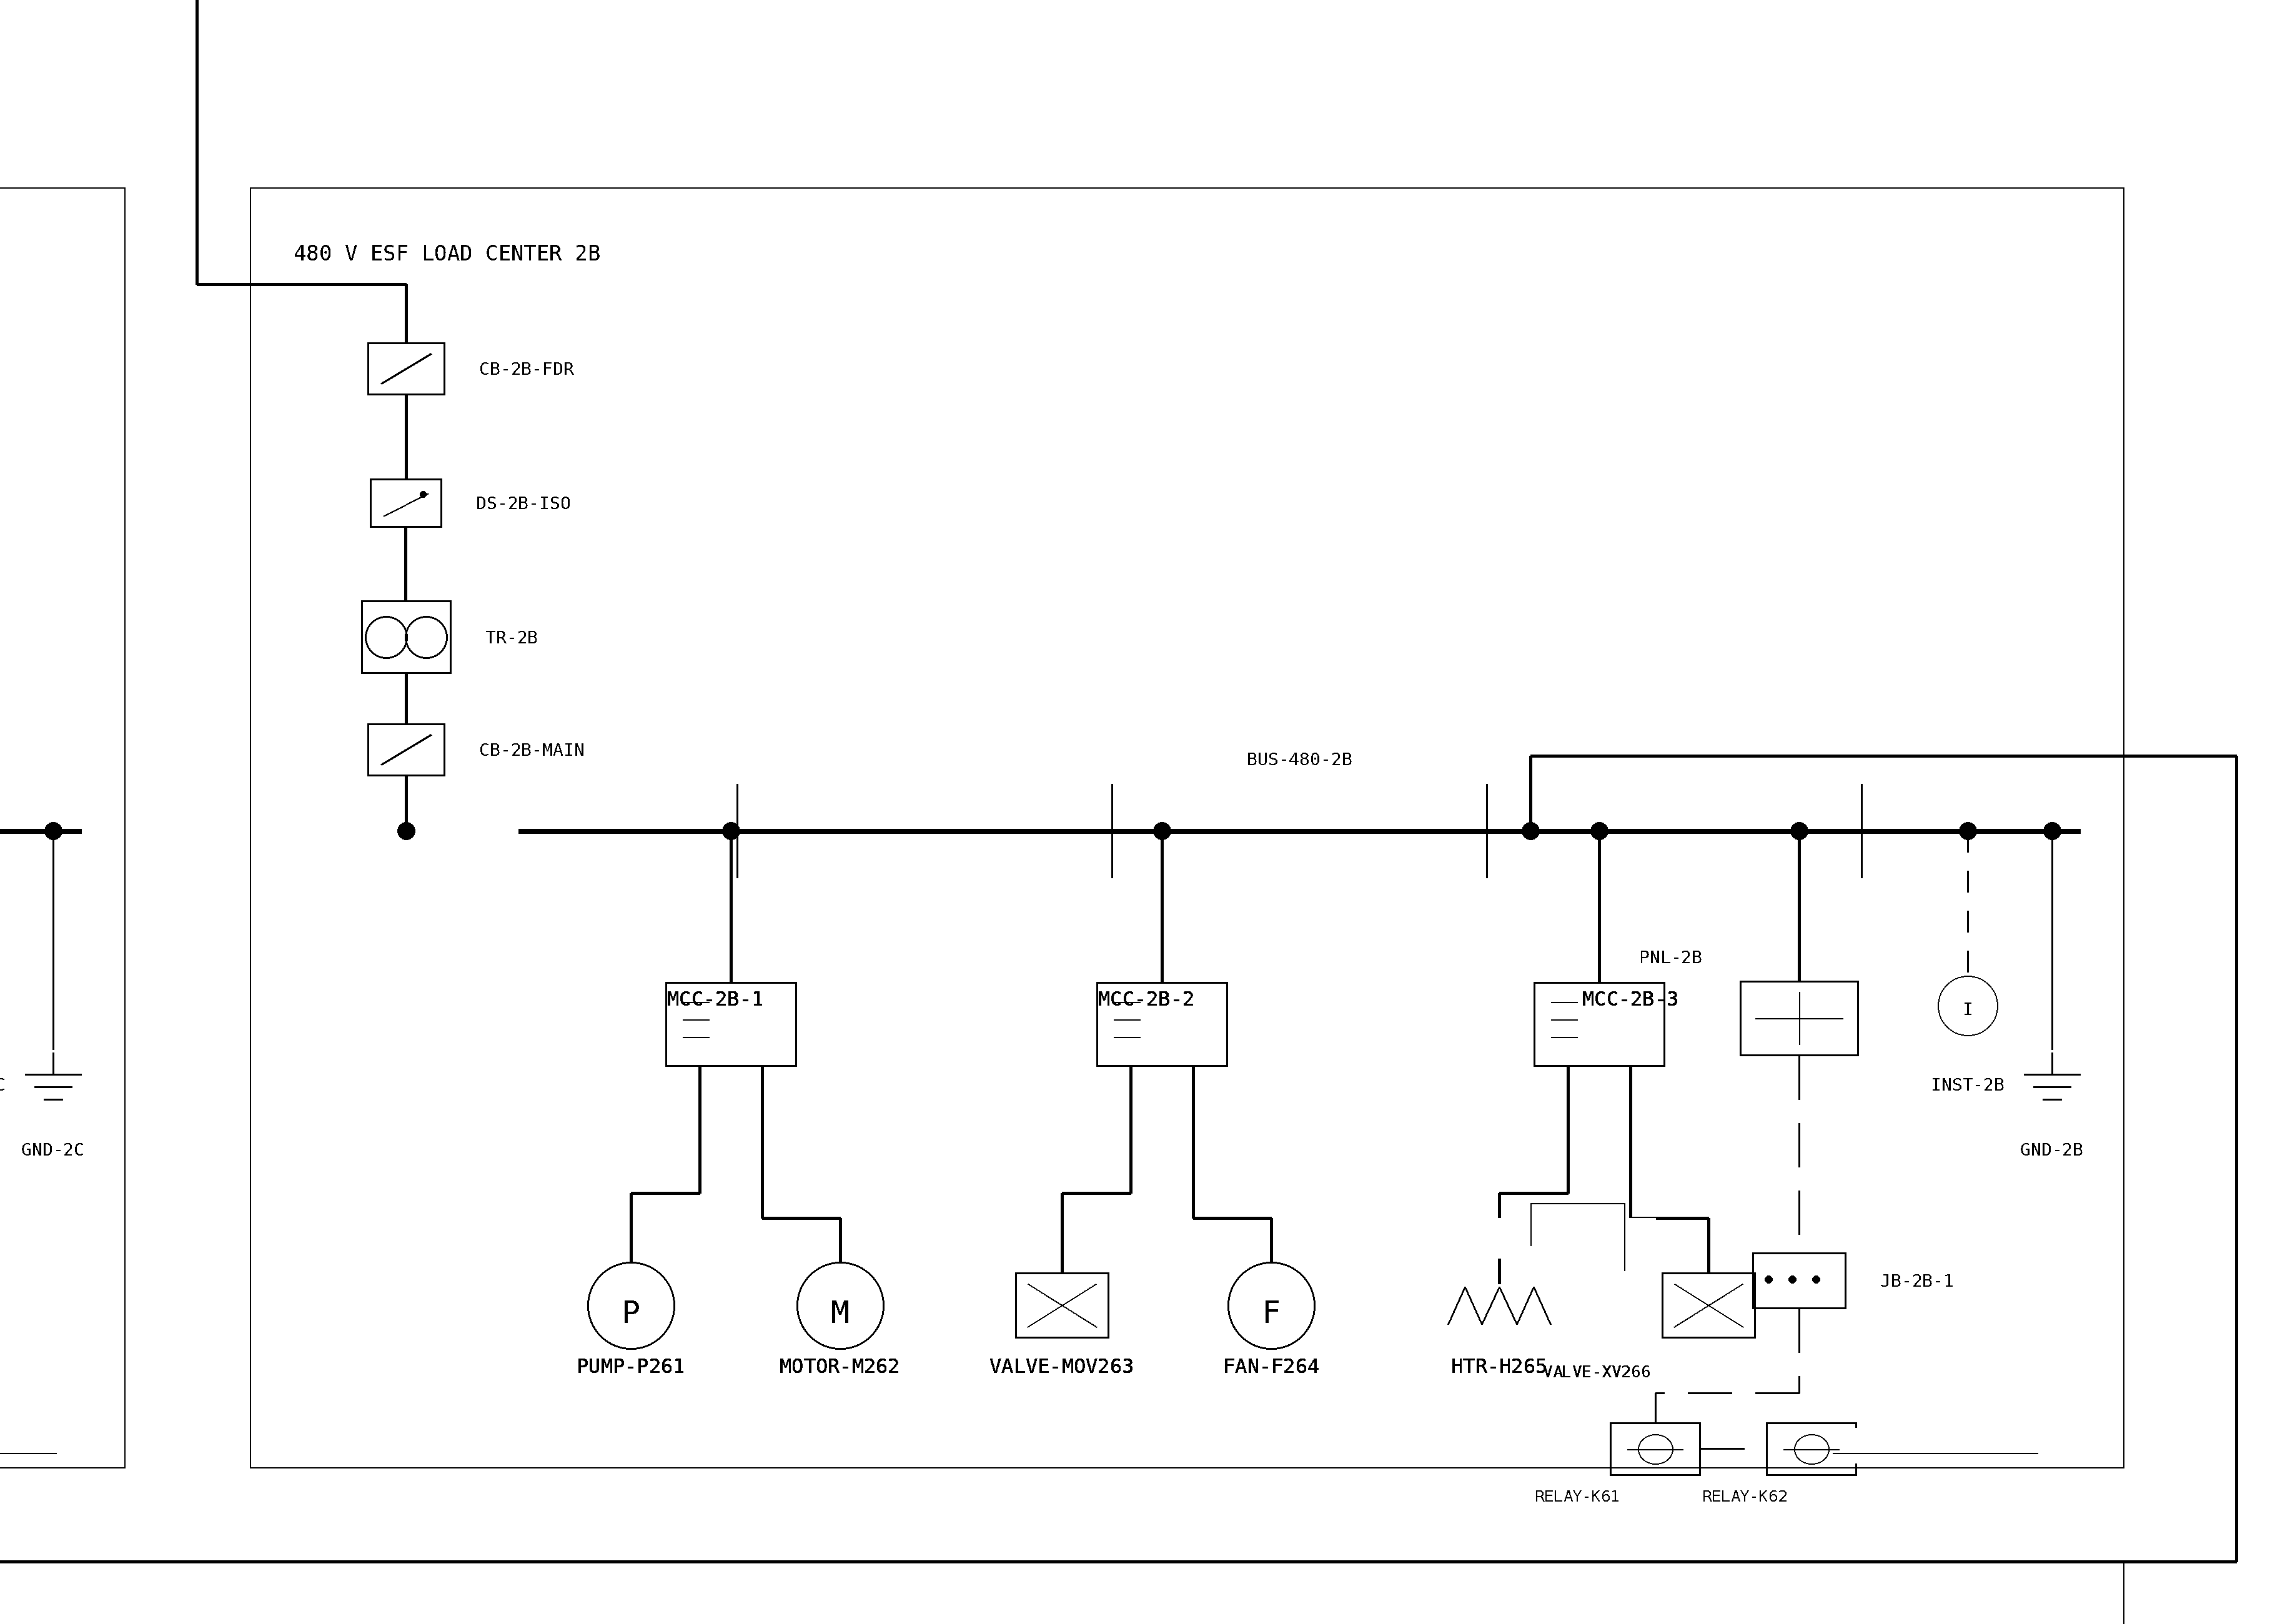 480 V ESF LOAD CENTER 2B
CB-2B-FDR
DS-2B-ISO
TR-2B
CB-2B-MAIN
BUS-480-2B
PNL-2B
MCC-2B-1
MCC-2B-2
MCC-2B-3
I
C
INST-2B
GND-2C
GND-2B
JB-2B-1
P
M
F
PUMP-P261
MOTOR-M262
VALVE-MOV263
FAN-F264
HTR-H265
VALVE-XV266
RELAY-K61
RELAY-K62